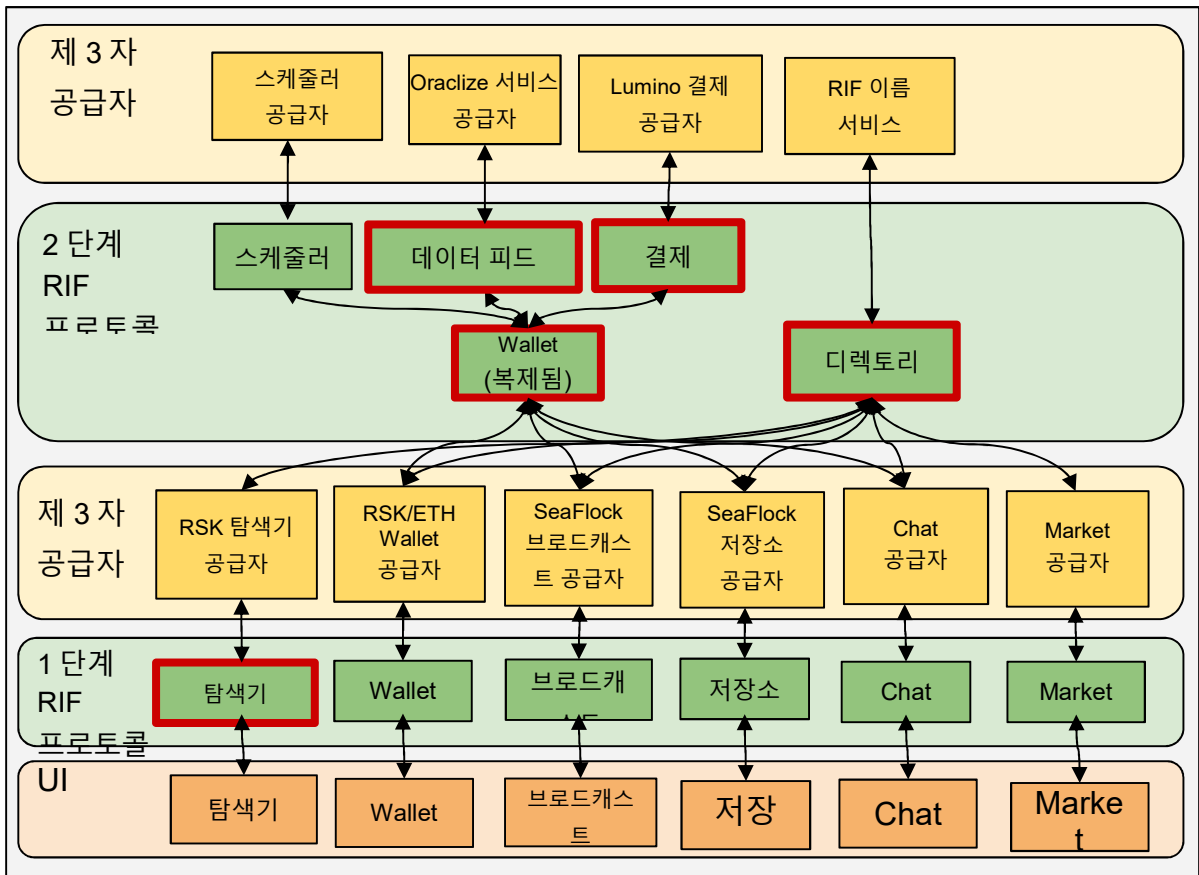 제 3 자
공급자
스케줄러
공급자
Oraclize 서비스
공급자
Lumino 결제
공급자
RIF 이름
서비스
2 단계
RIF
프로토콜
스케줄러
데이터 피드
결제
Wallet
(복제됨)
디렉토리
제 3 자
공급자
RSK 탐색기
공급자
RSK/ETH
Wallet
공급자
SeaFlock
브로드캐스
트 공급자
SeaFlock
저장소
공급자
Chat
공급자
Market
공급자
1 단계
RIF
프로토콜
탐색기
Wallet
브로드캐
저장소
Chat
Market
UI
탐색기
Wallet
브로드캐스
트
저장
Chat
Marke
t